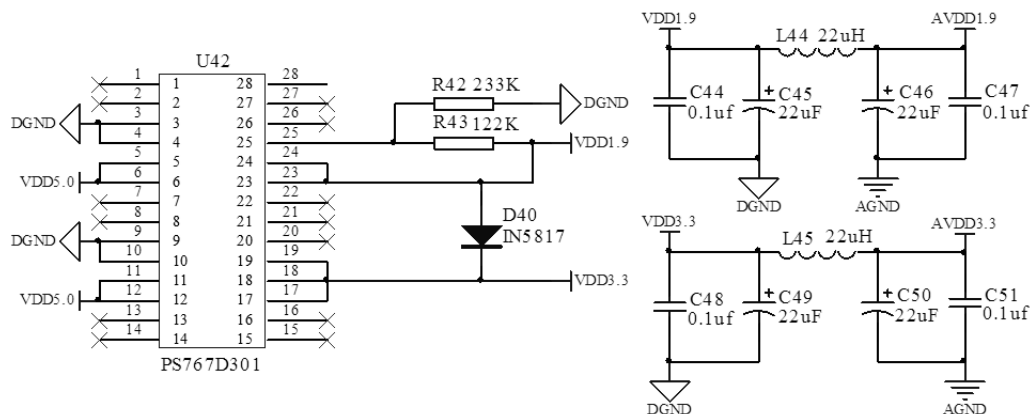 U42
1 1 28 28
2 2 27 27
3 3 26 26
4 4 25 25
5 5 24 24
6 6 23 23
7 7 22 22
8 8 21 21
9 9 20 20
10 10 19 19
11 11 18 18
12 12 17 17
13 13 16 16
14 14 15 15
PS767D301
DGND
VDD5.0
DGND
VDD5.0
R42 233K
DGND
R43 122K
VDD1.9
D40
IN5817
VDD3.3
VDD1.9
L44 22uH
AVDD1.9
C44
0.1uf
+
C45
22uF
+
C46
22uF
C47
0.1uf
DGND
AGND
VDD3.3
L45 22uH
AVDD3.3
C48
0.1uf
+
C49
22uF
+
C50
22uF
C51
0.1uf
DGND
AGND